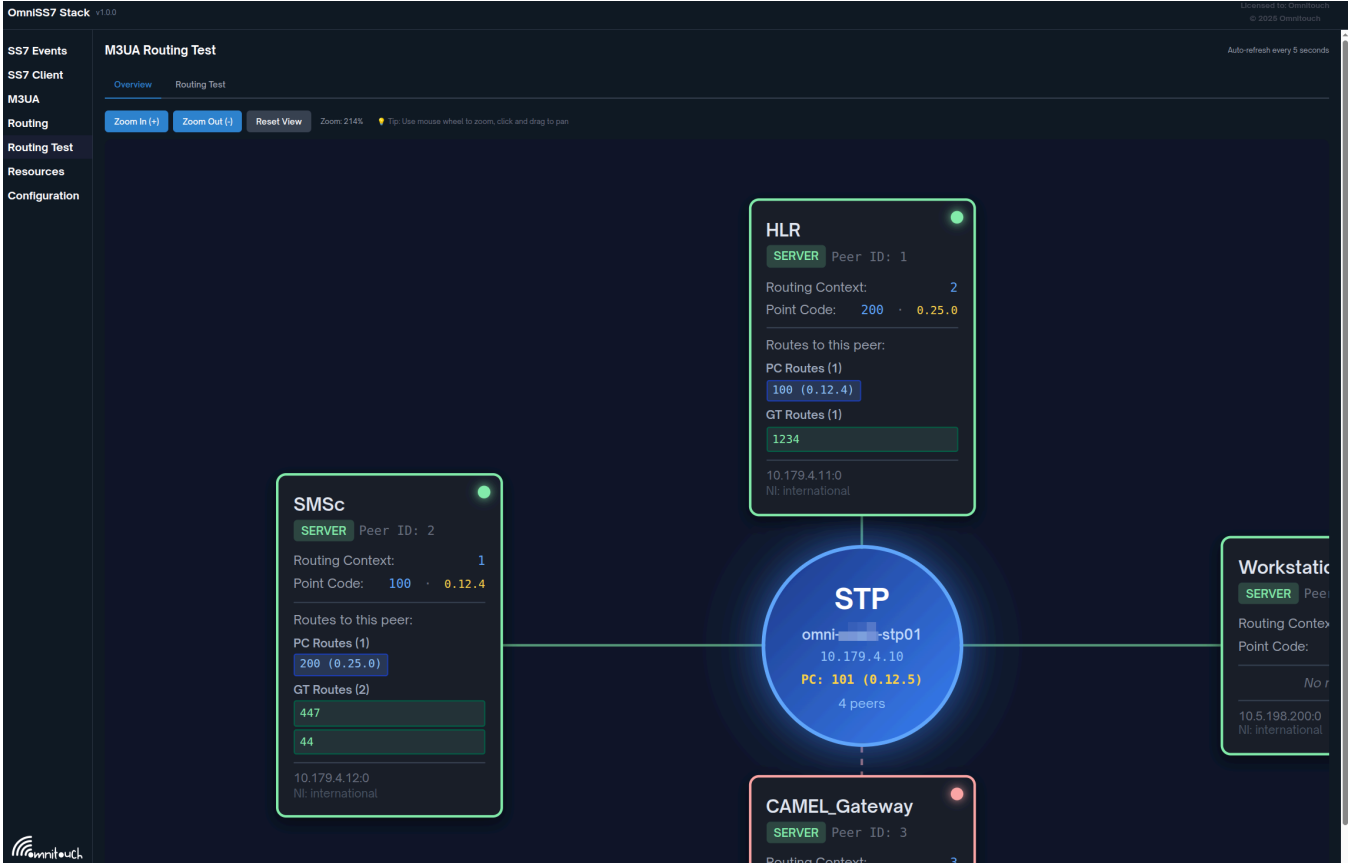 OmniSS7 Stack v1.0.0
Licensed to: Omnitouch
© 2025 Omnitouch
SS7 Events
SS7 Client
M3UA
Routing
Routing Test
Resources
Configuration
M3UA Routing Test
Auto-refresh every 5 seconds
Overview
Routing Test
Zoom In (+)
Zoom Out (-)
Reset View
Zoom: 214%
Tip: Use mouse wheel to zoom, click and drag to pan
HLR
SERVER Peer ID: 1
Routing Context: 2
Point Code: 200 · 0.25.0
Routes to this peer:
PC Routes (1)
100 (0.12.4)
GT Routes (1)
1234
10.179.4.11:0
NI: international
SMSc
SERVER Peer ID: 2
Routing Context: 1
Point Code: 100 · 0.12.4
Routes to this peer:
PC Routes (1)
200 (0.25.0)
GT Routes (2)
447
44
10.179.4.12:0
NI: international
STP
omni- -stp01
10.179.4.10
PC: 101 (0.12.5)
4 peers
Workstatio
SERVER Pee
Routing Contex
Point Code:
No
10.5.198.200:0
NI: international
CAMEL_Gateway
SERVER Peer ID: 3
Routing Context: 3
omnitouch